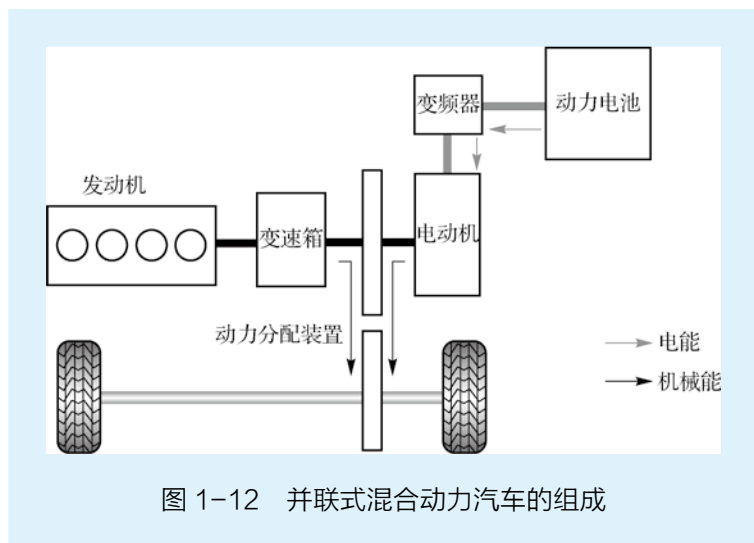 变频器
动力电池
发动机
变速箱
电动机
动力分配装置
电能
机械能
图 1-12 并联式混合动力汽车的组成